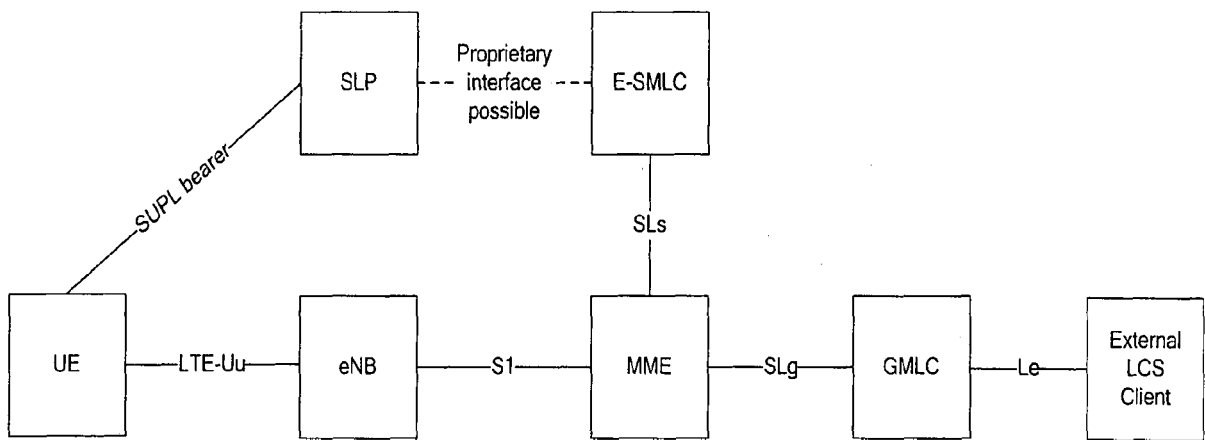 SLP
Proprietary
interface
possible
E-SMLC
SUPL bearer
SLs
UE
LTE-Uu
eNB
S1
MME
SLg
GMLC
Le
External
LCS
Client